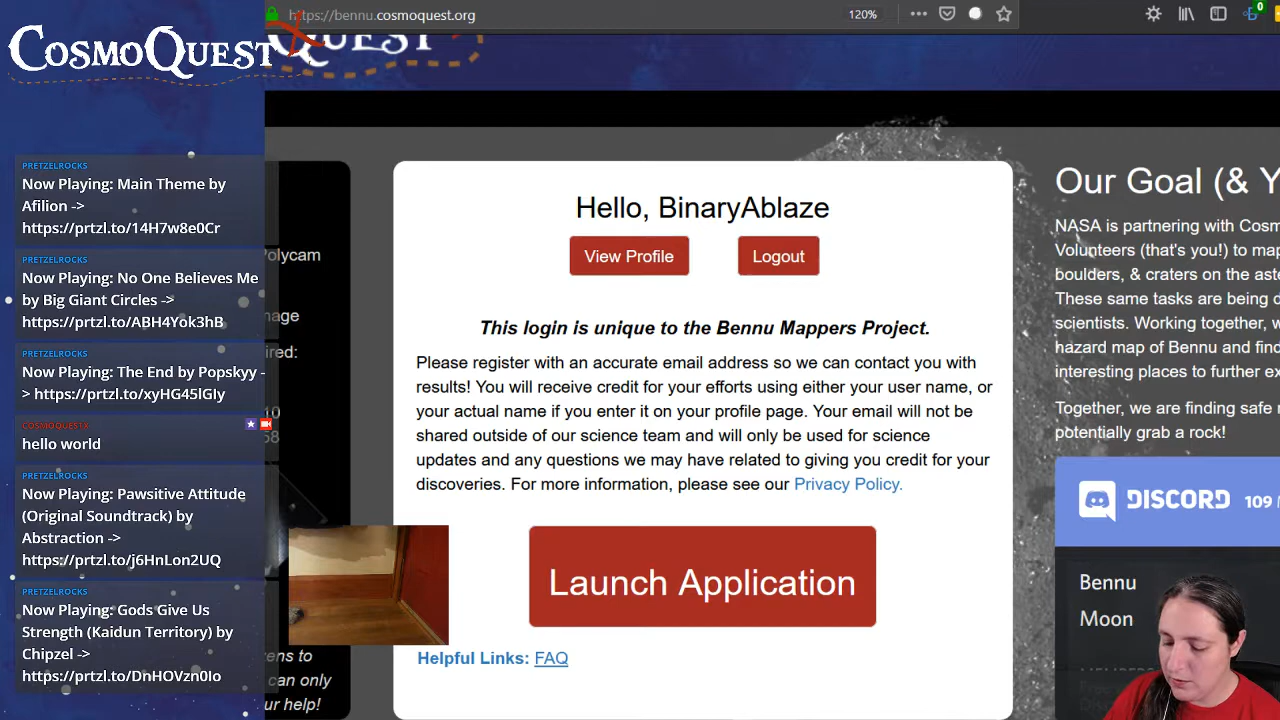 https://bennu.cosmoquest.org
120%
0
COSMOQUEST
QUEST
PRETZELROCKS
Now Playing: Main Theme by
Afilion ->
https://prtzl.to/14H7w8e0Cr
PRETZELROCKS
Now Playing: No One Believes Me
by Big Giant Circles ->
https://prtzl.to/ABH4Yok3hB
PRETZELROCKS
Now Playing: The End by Popskyy -
> https://prtzl.to/xyHG45lGly
COSMOQUESTX
hello world
PRETZELROCKS
Now Playing: Pawsitive Attitude
(Original Soundtrack) by
Abstraction ->
https://prtzl.to/j6HnLon2UQ
PRETZELROCKS
Now Playing: Gods Give Us
Strength (Kaidun Territory) by
Chipzel ->
https://prtzl.to/DnHOVzn0Io
Polycam
mage
ired:
10
58
ens to
can only
ur help!
Hello, BinaryAblaze
View Profile
Logout
This login is unique to the Bennu Mappers Project.
Please register with an accurate email address so we can contact you with
results! You will receive credit for your efforts using either your user name, or
your actual name if you enter it on your profile page. Your email will not be
shared outside of our science team and will only be used for science
updates and any questions we may have related to giving you credit for your
discoveries. For more information, please see our Privacy Policy.
Launch Application
Helpful Links: FAQ
Our Goal (& Y
NASA is partnering with Cosm
Volunteers (that's you!) to map
boulders, & craters on the aste
These same tasks are being d
scientists. Working together, w
hazard map of Bennu and find
interesting places to further ex
Together, we are finding safe
potentially grab a rock!
DISCORD
109 M
Bennu
Moon